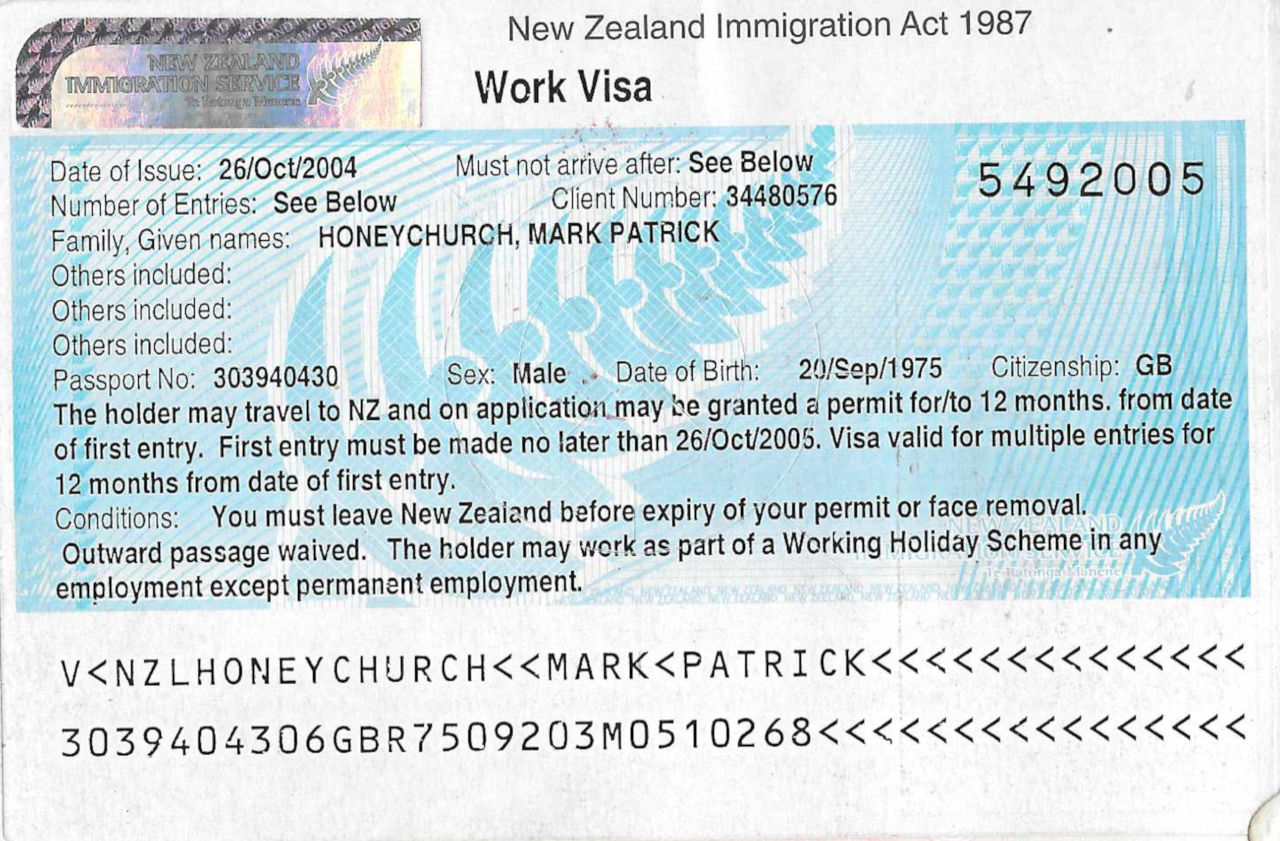 New Zealand Immigration Act 1987
NEW ZEALAND
IMMIGRATION SERVICE
Te Ratonga Manene
Work Visa
Date of Issue: 26/Oct/2004 Must not arrive after: See Below
5492005
Number of Entries: See Below Client Number: 34480576
Family, Given names: HONEYCHURCH, MARK PATRICK
Others included:
Others included:
Others included:
Passport No: 303940430 Sex: Male Date of Birth: 20/Sep/1975 Citizenship: GB
The holder may travel to NZ and on application may be granted a permit for/to 12 months. from date
of first entry. First entry must be made no later than 26/Oct/2005. Visa valid for multiple entries for
12 months from date of first entry.
Conditions: You must leave New Zealand before expiry of your permit or face removal.
Outward passage waived. The holder may work as part of a Working Holiday Scheme in any
employment except permanent employment.
NEW ZEALAND
IMMIGRATION SERVICE
Te Ratonga Manene
V<NZLHONEYCHURCH<<MARK<PATRICK<<<<<<<<<<<<<<
3039404306GBR7509203M0510268<<<<<<<<<<<<<<<<